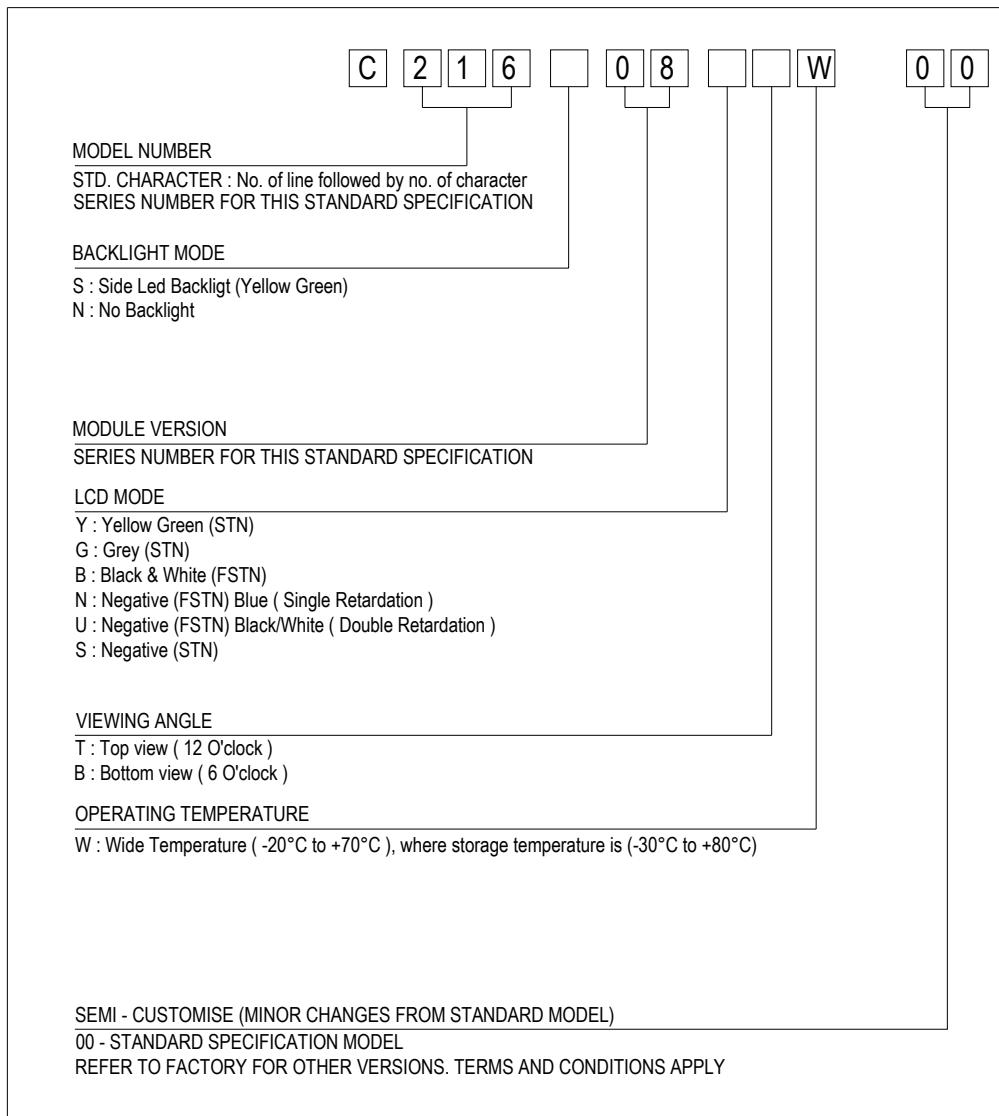 C 2 1 6 0 8 W 0 0
MODEL NUMBER
STD. CHARACTER : No. of line followed by no. of character
SERIES NUMBER FOR THIS STANDARD SPECIFICATION
BACKLIGHT MODE
S : Side Led Backligt (Yellow Green)
N : No Backlight
MODULE VERSION
SERIES NUMBER FOR THIS STANDARD SPECIFICATION
LCD MODE
Y : Yellow Green (STN)
G : Grey (STN)
B : Black & White (FSTN)
N : Negative (FSTN) Blue ( Single Retardation )
U : Negative (FSTN) Black/White ( Double Retardation )
S : Negative (STN)
VIEWING ANGLE
T : Top view ( 12 O'clock )
B : Bottom view ( 6 O'clock )
OPERATING TEMPERATURE
W : Wide Temperature ( -20°C to +70°C ), where storage temperature is (-30°C to +80°C)
SEMI - CUSTOMISE (MINOR CHANGES FROM STANDARD MODEL)
00 - STANDARD SPECIFICATION MODEL
REFER TO FACTORY FOR OTHER VERSIONS. TERMS AND CONDITIONS APPLY